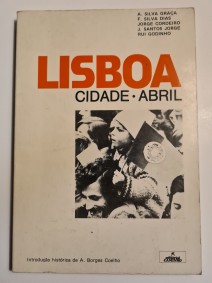 A. SILVA GRAÇA
F. SILVA DIAS
JORGE CORDEIRO
J. SANTOS JORGE
RUI GODINHO
LISBOA
CIDADE · ABRIL
Introdução histórica de A. Borges Coelho